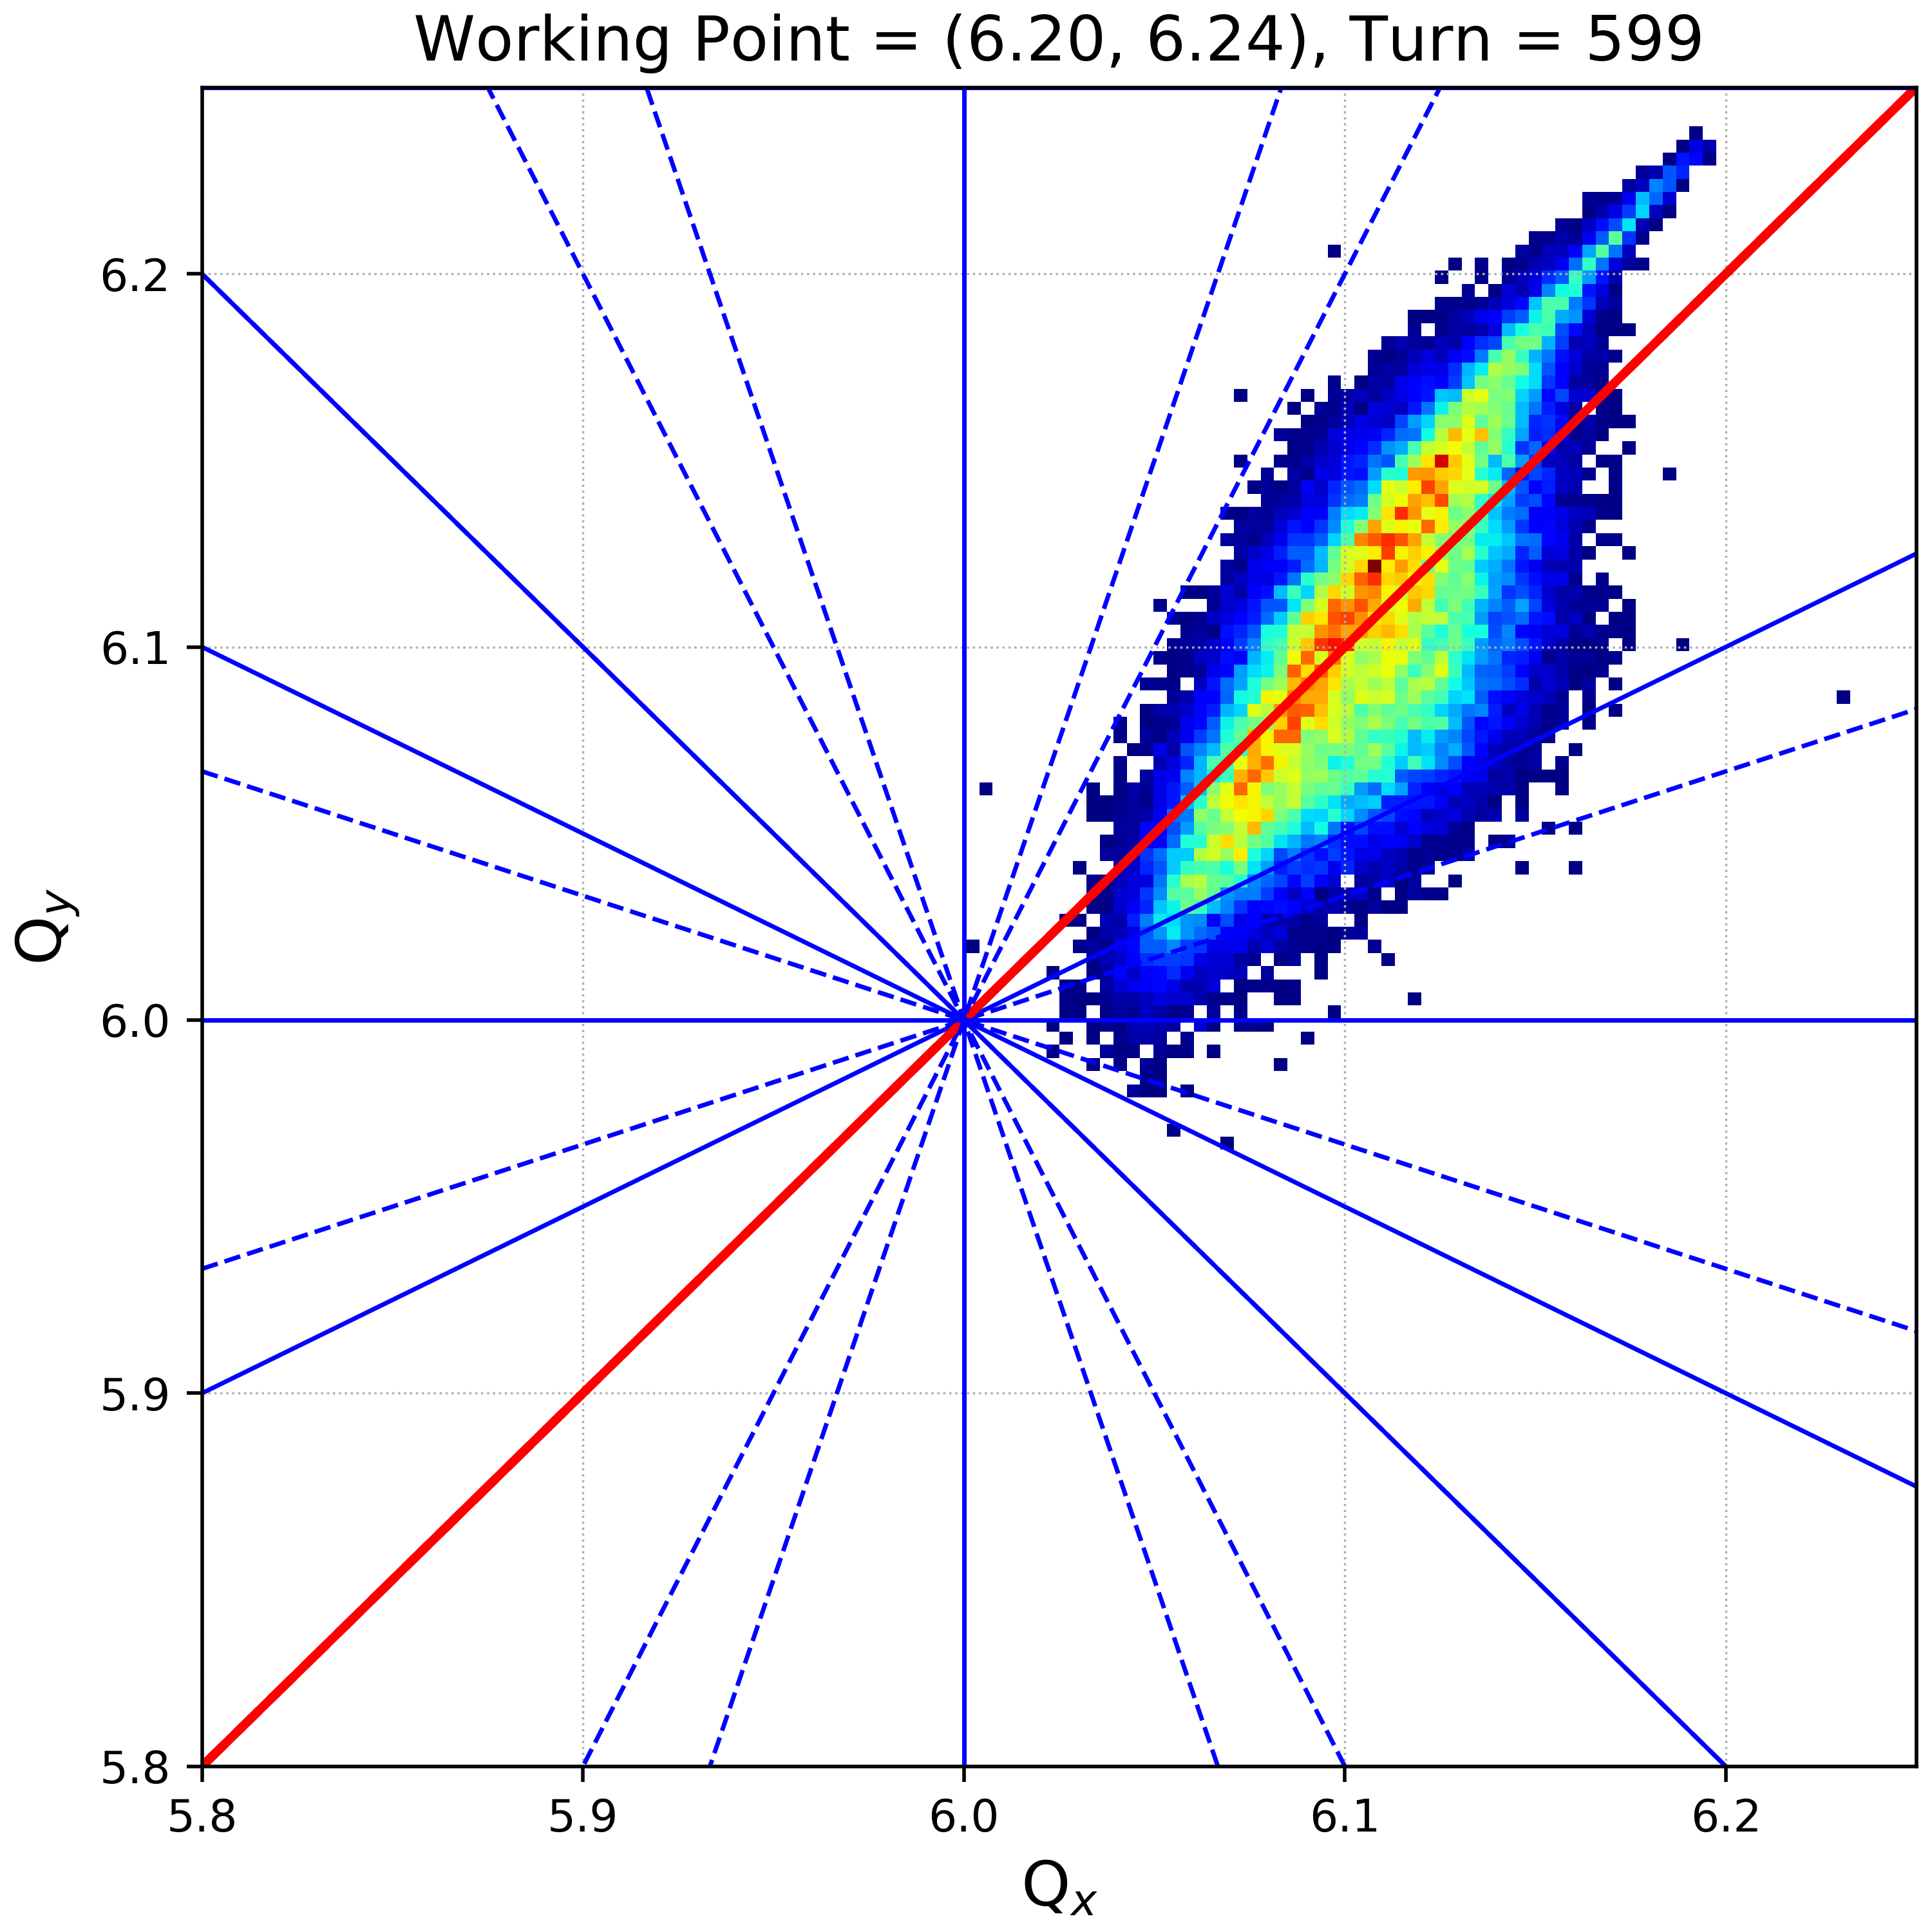 Working Point = (6.20, 6.24), Turn = 599
6.2
6.1
6.0
5.9
5.8
Qy
5.8 5.9 6.0 6.1 6.2
Qx